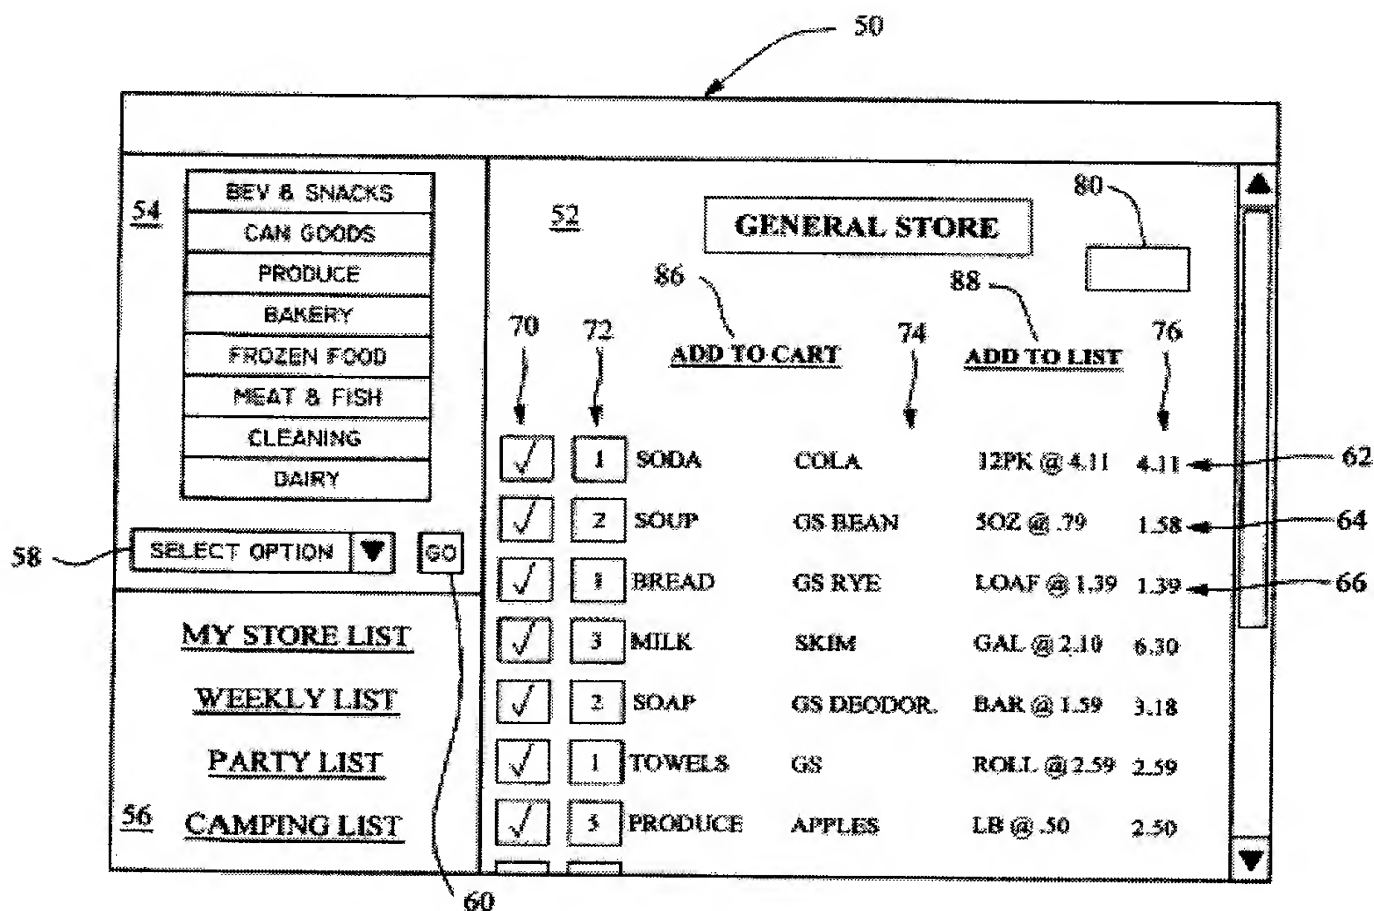 50
54
BEV & SNACKS
CAN GOODS
PRODUCE
BAKERY
FROZEN FOOD
MEAT & FISH
CLEANING
DAIRY
58
SELECT OPTION
GO
MY STORE LIST
WEEKLY LIST
PARTY LIST
56
CAMPING LIST
60
52
GENERAL STORE
80
86
88
70
72
74
76
ADD TO CART
ADD TO LIST
1 SODA COLA 12PK @ 4.11 4.11 62
2 SOUP GS BEAN 5OZ @ .79 1.58 64
1 BREAD GS RYE LOAF @ 1.39 1.39 66
3 MILK SKIM GAL @ 2.10 6.30
2 SOAP GS DEODOR. BAR @ 1.59 3.18
1 TOWELS GS ROLL @ 2.59 2.59
5 PRODUCE APPLES LB @ .50 2.50